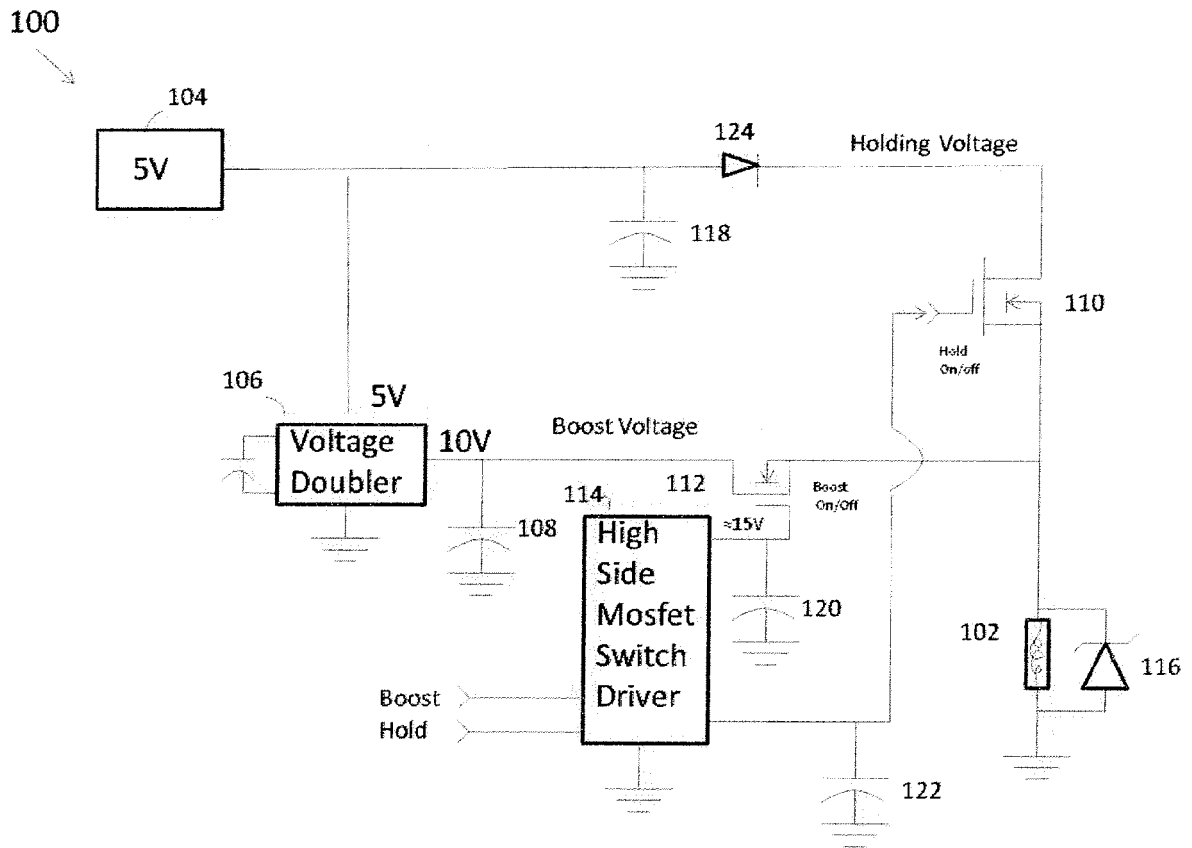 100
104
5V
124
Holding Voltage
118
110
Hold
On/off
106
5V
Voltage
Doubler
10V
Boost Voltage
112
Boost
On/Off
114
≈15V
108
High
Side
Mosfet
Switch
Driver
120
102
116
Boost
Hold
122